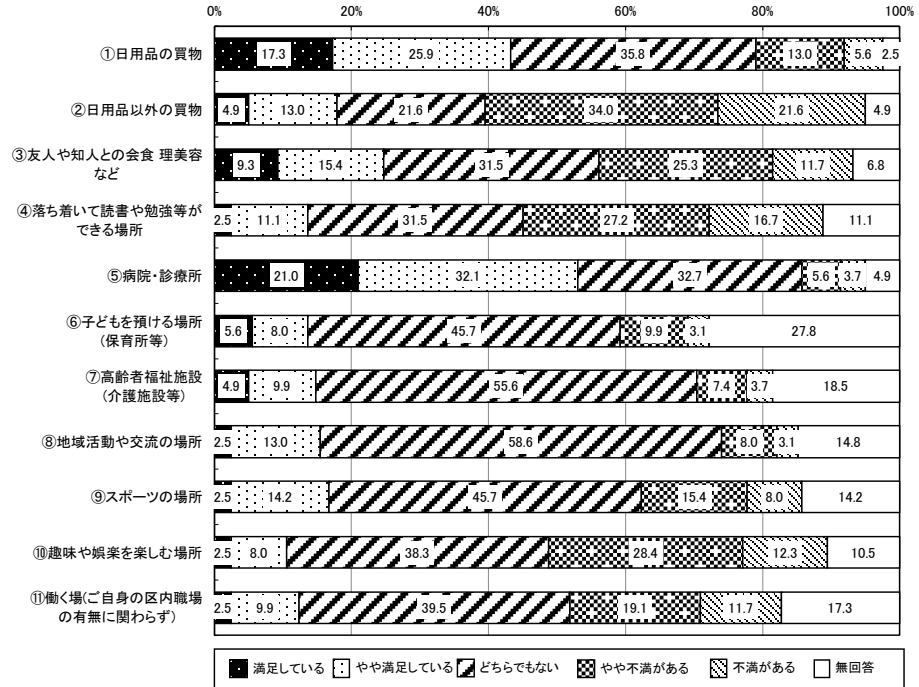 0% 20% 40% 60% 80% 100%
①日用品の買物 17.3 25.9 35.8 13.0 5.6 2.5
②日用品以外の買物 4.9 13.0 21.6 34.0 21.6 4.9
③友人や知人との会食 理美容
など 9.3 15.4 31.5 25.3 11.7 6.8
④落ち着いて読書や勉強等が
できる場所 2.5 11.1 31.5 27.2 16.7 11.1
⑤病院・診療所 21.0 32.1 32.7 5.6 3.7 4.9
⑥子どもを預ける場所
(保育所等) 5.6 8.0 45.7 9.9 3.1 27.8
⑦高齢者福祉施設
(介護施設等) 4.9 9.9 55.6 7.4 3.7 18.5
⑧地域活動や交流の場所 2.5 13.0 58.6 8.0 3.1 14.8
⑨スポーツの場所 2.5 14.2 45.7 15.4 8.0 14.2
⑩趣味や娯楽を楽しむ場所 2.5 8.0 38.3 28.4 12.3 10.5
⑪働く場(ご自身の区内職場
の有無に関わらず) 2.5 9.9 39.5 19.1 11.7 17.3
満足している やや満足している どちらでもない やや不満がある 不満がある 無回答